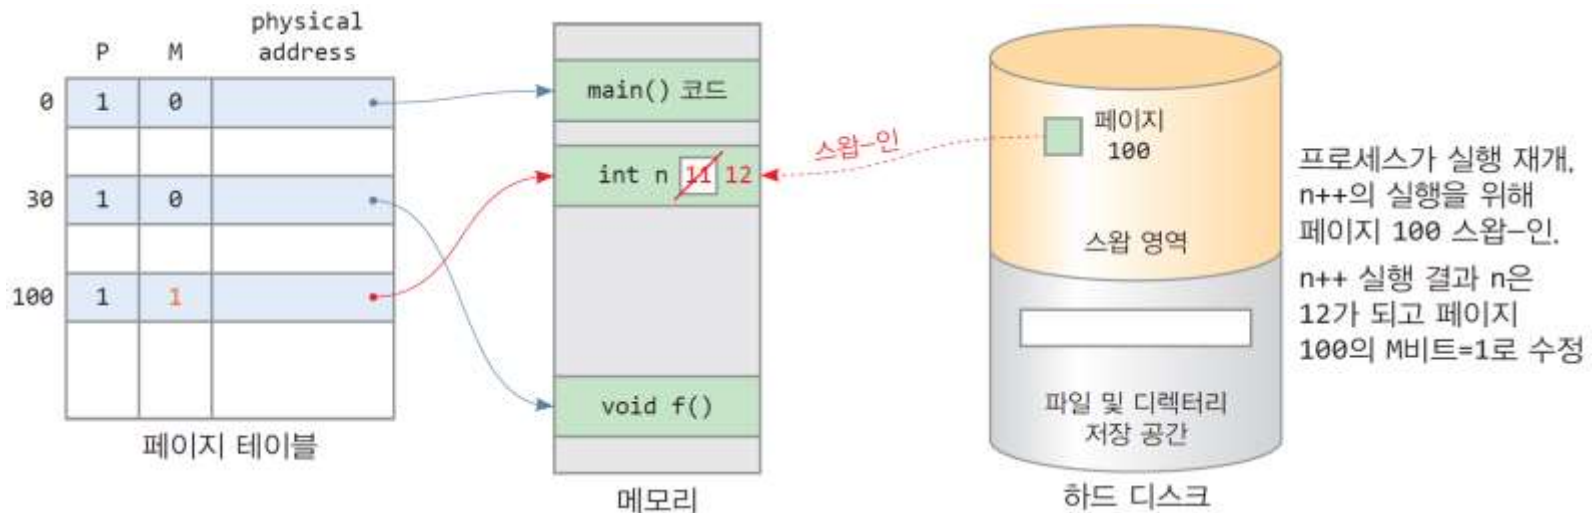 physical
P M address
0 1 0
30 1 0
100 1 1
페이지 테이블
main() 코드
int n 11 12
void f()
메모리
스왑-인
페이지
100
스왑 영역
파일 및 디렉터리
저장 공간
하드 디스크
프로세스가 실행 재개,
n++의 실행을 위해
페이지 100 스왑-인.
n++ 실행 결과 n은
12가 되고 페이지
100의 M비트=1로 수정